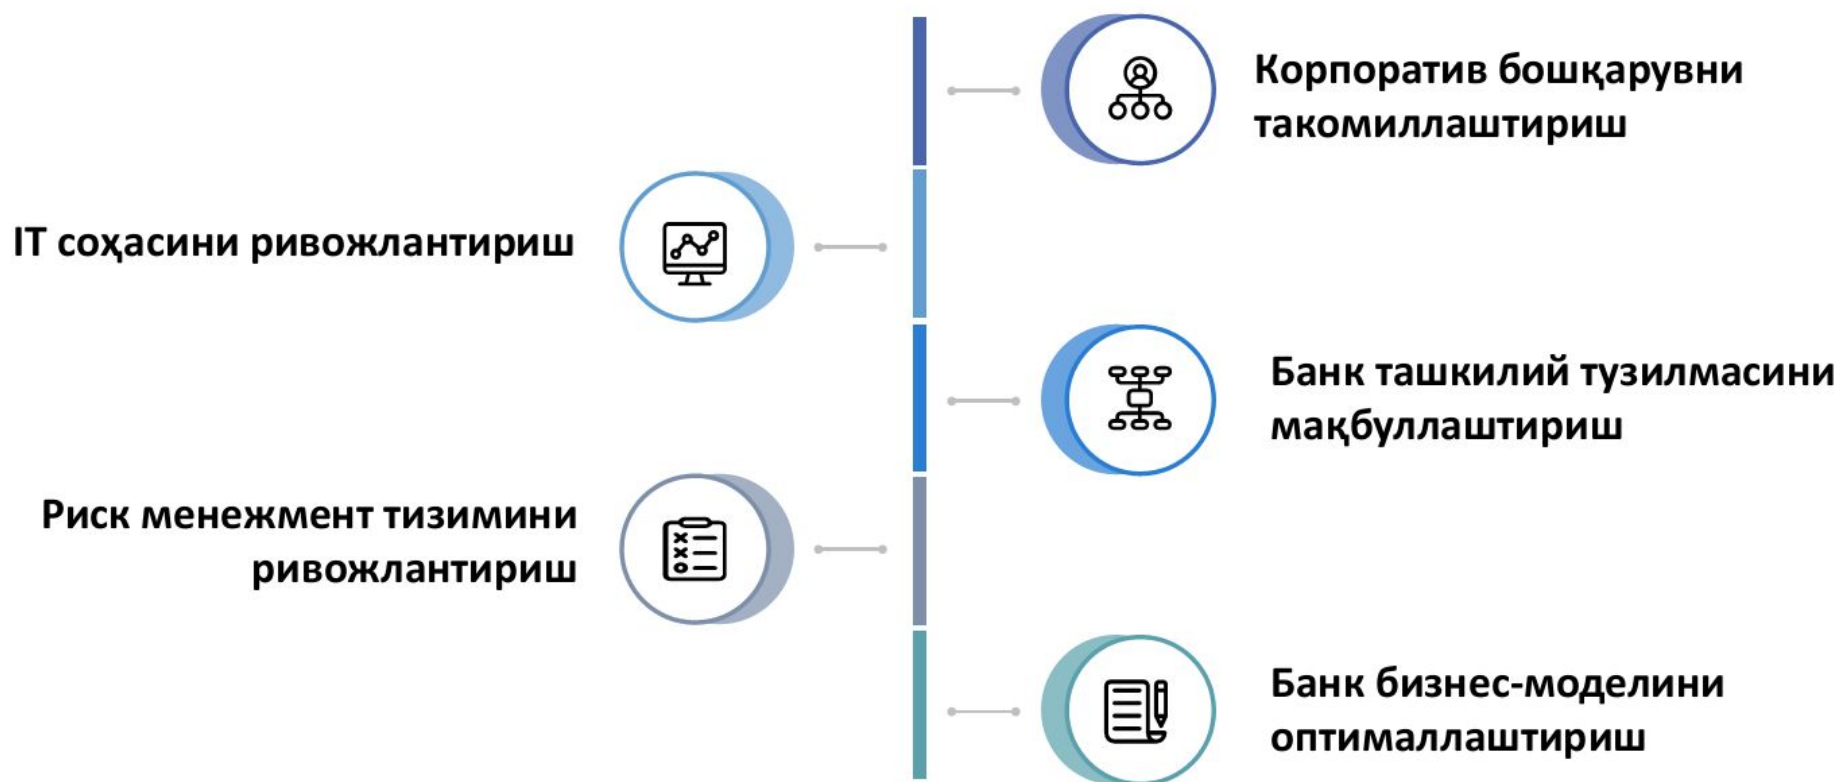 Корпоратив бошқарувни
такомиллаштириш
IT соҳасини ривожлантириш
Банк ташкилий тузилмасини
мақбуллаштириш
Риск менежмент тизимини
ривожлантириш
Банк бизнес-моделини
оптималлаштириш